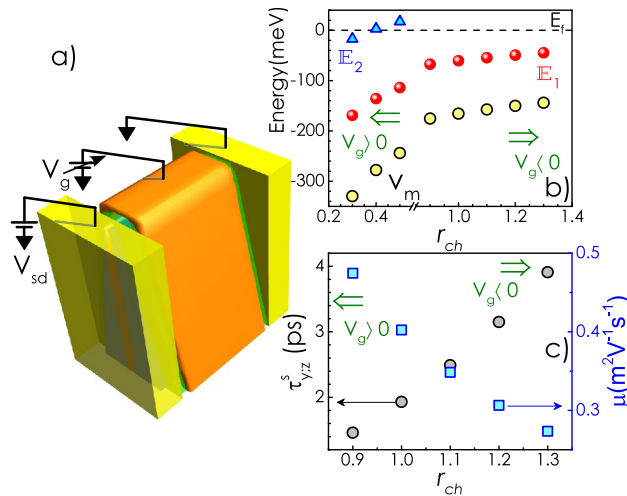 a)
V_g
V_sd
Energy(meV)
0
-100
-200
-300
E_f
𝔼_2
𝔼_1
V_g⟩0
V_g⟨0
V_m
b)
0.2 0.4 1.0 1.2 1.4
r_ch
τ^s_y;z (ps)
4
3
2
V_g⟩0
V_g⟨0
c)
0.5
0.4
0.3
μ(m²V⁻¹s⁻¹)
0.9 1.0 1.1 1.2 1.3
r_ch